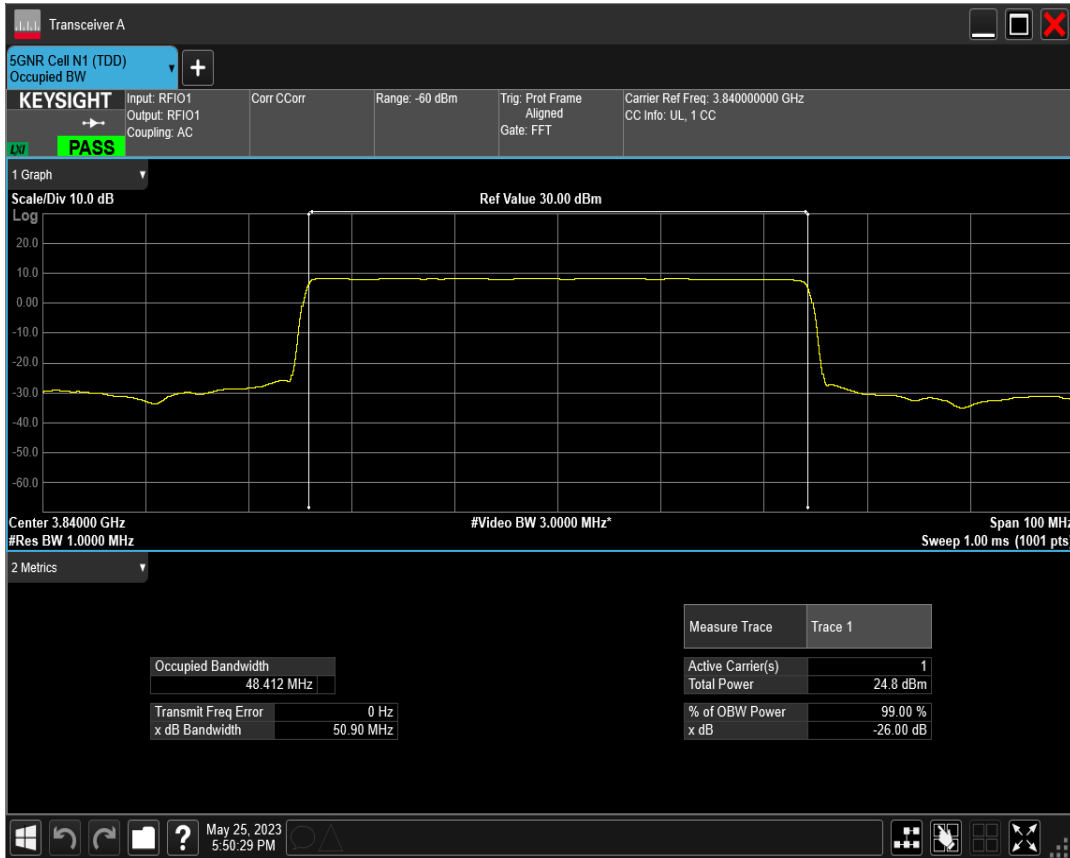 Transceiver A
5GNR Cell N1 (TDD)
Occupied BW
+
KEYSIGHT
LXI
PASS
Input: RFIO1
Output: RFIO1
Coupling: AC
Corr CCorr
Range: -60 dBm
Trig: Prot Frame
Aligned
Gate: FFT
Carrier Ref Freq: 3.840000000 GHz
CC Info: UL, 1 CC
1 Graph
Scale/Div 10.0 dB
Ref Value 30.00 dBm
Log
20.0
10.0
0.00
-10.0
-20.0
-30.0
-40.0
-50.0
-60.0
Center 3.84000 GHz
#Video BW 3.0000 MHz*
Span 100 MHz
#Res BW 1.0000 MHz
Sweep 1.00 ms (1001 pts)
2 Metrics
Measure Trace Trace 1
Occupied Bandwidth
48.412 MHz
Active Carrier(s) 1
Total Power 24.8 dBm
Transmit Freq Error 0 Hz
x dB Bandwidth 50.90 MHz
% of OBW Power 99.00 %
x dB -26.00 dB
?
May 25, 2023
5:50:29 PM